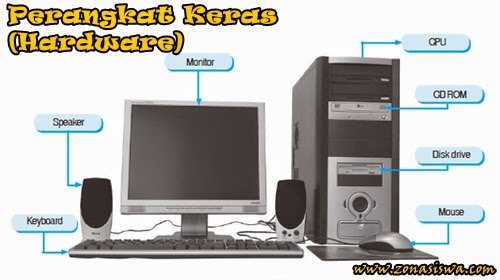 Perangkat Keras
(Hardware)
Monitor
CPU
CD ROM
Speaker
Disk drive
Keyboard
Mouse
www.zonasiswa.com